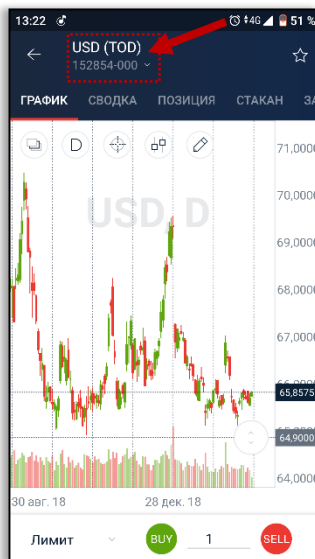 13:22 4G 51 %
USD (TOD)
152854-000
ГРАФИК СВОДКА ПОЗИЦИЯ СТАКАН ЗА
D
USD, D
71,0000
70,0000
69,0000
68,0000
67,0000
65,8575
64,9000
64,0000
30 авг. 18 28 дек. 18
Лимит BUY 1 SELL